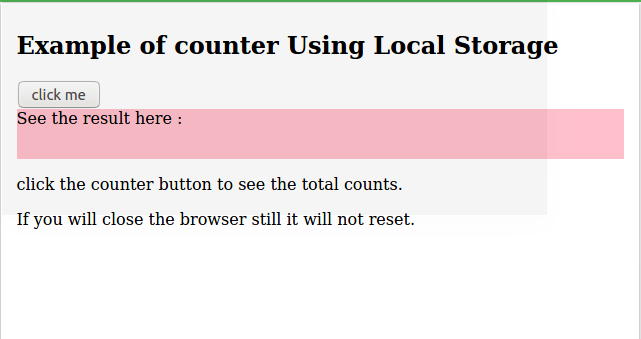 Example of counter Using Local Storage
click me
See the result here :
click the counter button to see the total counts.
If you will close the browser still it will not reset.